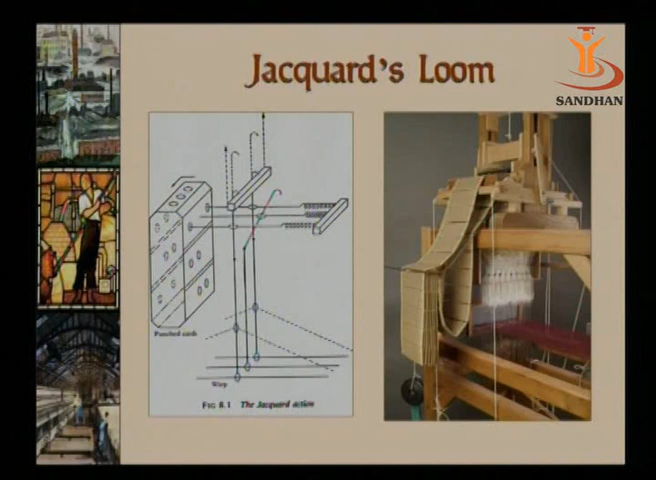 Jacquard's Loom
SANDHAN
Punched cards
Warp
FIG 8.1 The Jacquard action